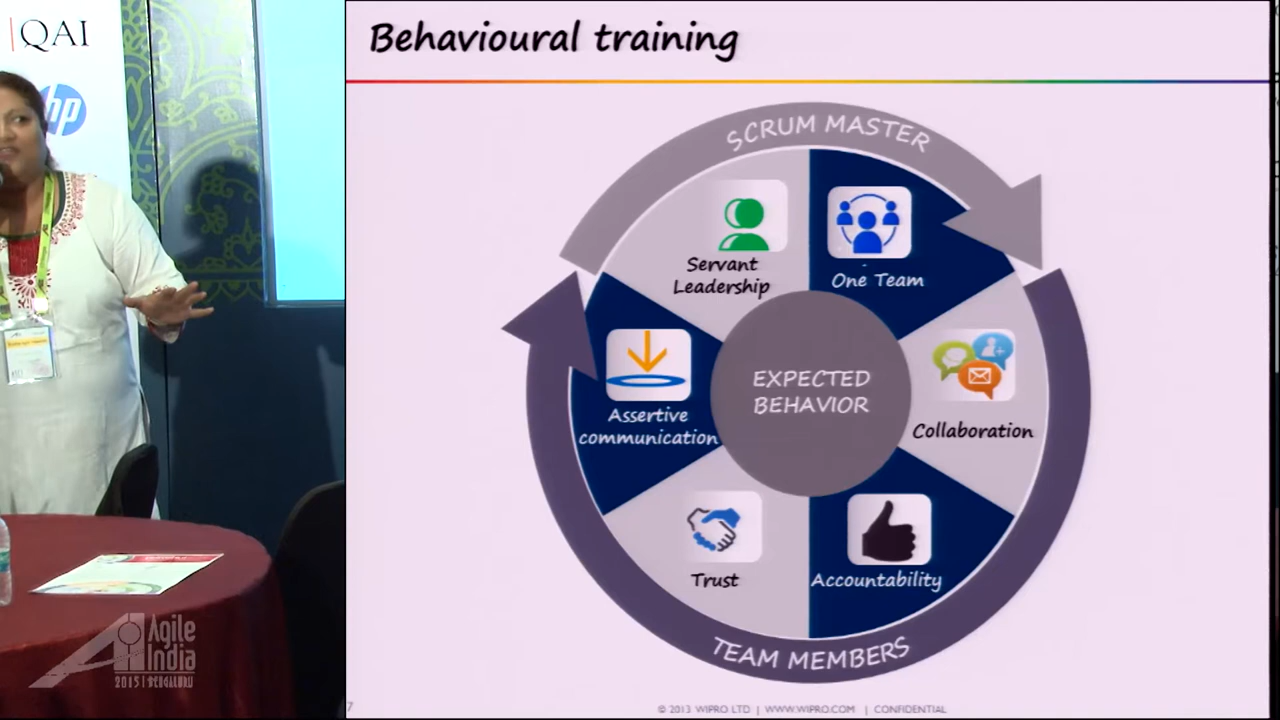 QAI
hp
Behavioural training
SCRUM MASTER
Servant
Leadership
One Team
Assertive
communication
EXPECTED
BEHAVIOR
Collaboration
Trust
Accountability
TEAM MEMBERS
Agile
India
2015 | BENGALURU
7
© 2013 WIPRO LTD | WWW.WIPRO.COM | CONFIDENTIAL